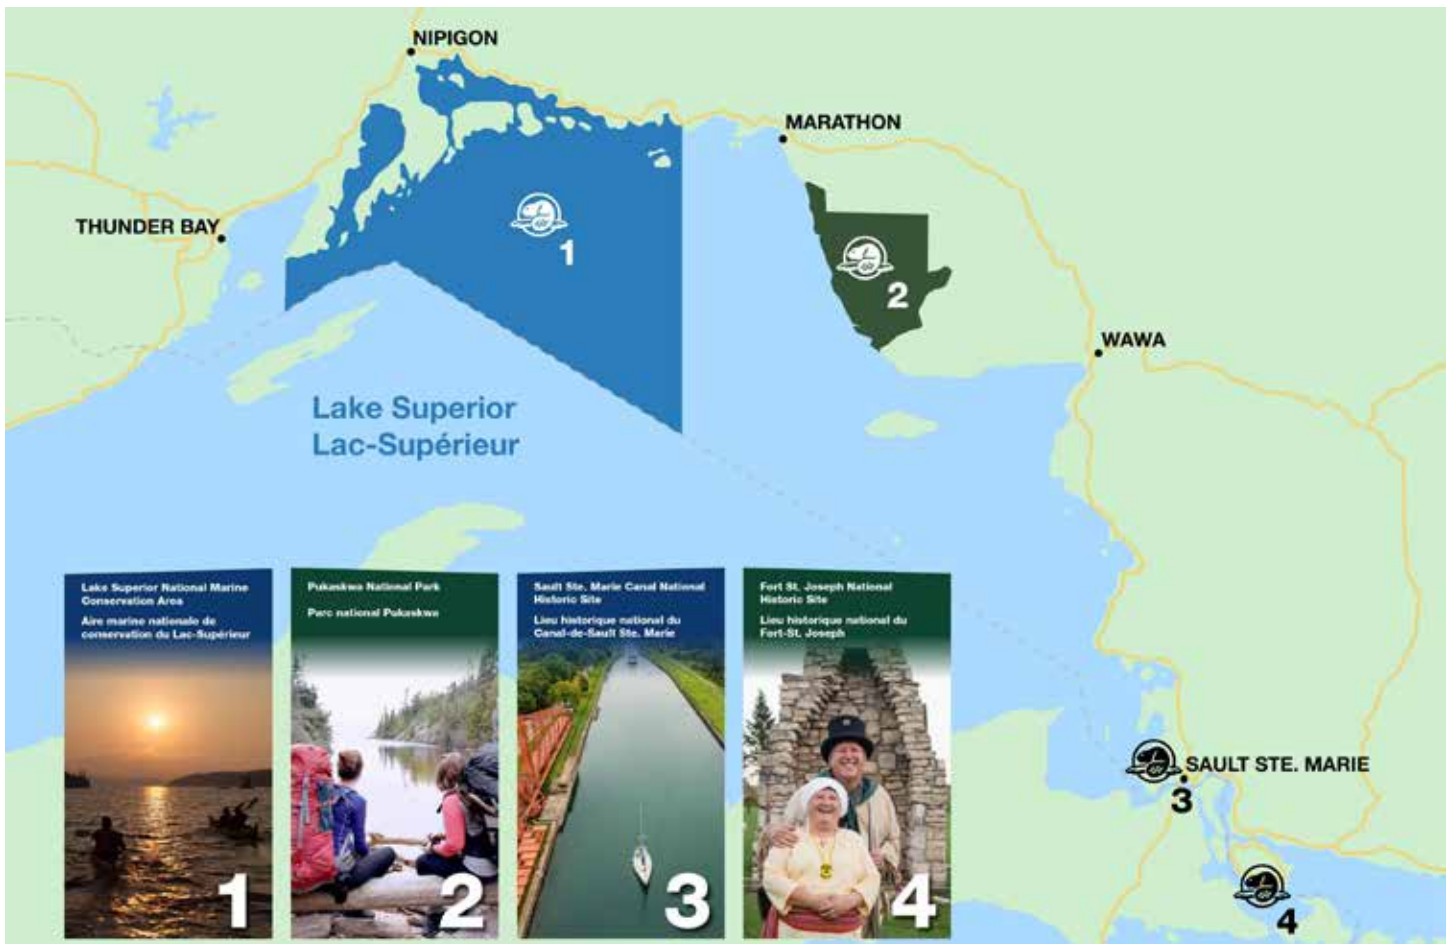 NIPIGON
MARATHON
THUNDER BAY
1
2
WAWA
Lake Superior
Lac-Supérieur
Lake Superior National Marine
Conservation Area
Aire marine nationale de
conservation du Lac-Supérieur
1
Pukaskwa National Park
Parc national Pukaskwa
2
Sault Ste. Marie Canal National
Historic Site
Lieu historique national du
Canal-de-Sault Ste. Marie
3
Fort St. Joseph National
Historic Site
Lieu historique national du
Fort-St. Joseph
4
SAULT STE. MARIE
3
4